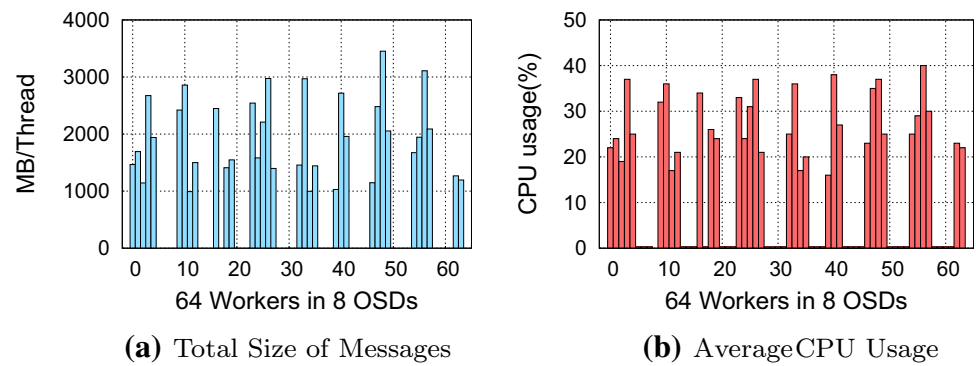 4000
3000
2000
1000
0
MB/Thread
0 10 20 30 40 50 60
64 Workers in 8 OSDs
(a) Total Size of Messages
50
40
30
20
10
0
CPU usage(%)
0 10 20 30 40 50 60
64 Workers in 8 OSDs
(b) Average CPU Usage